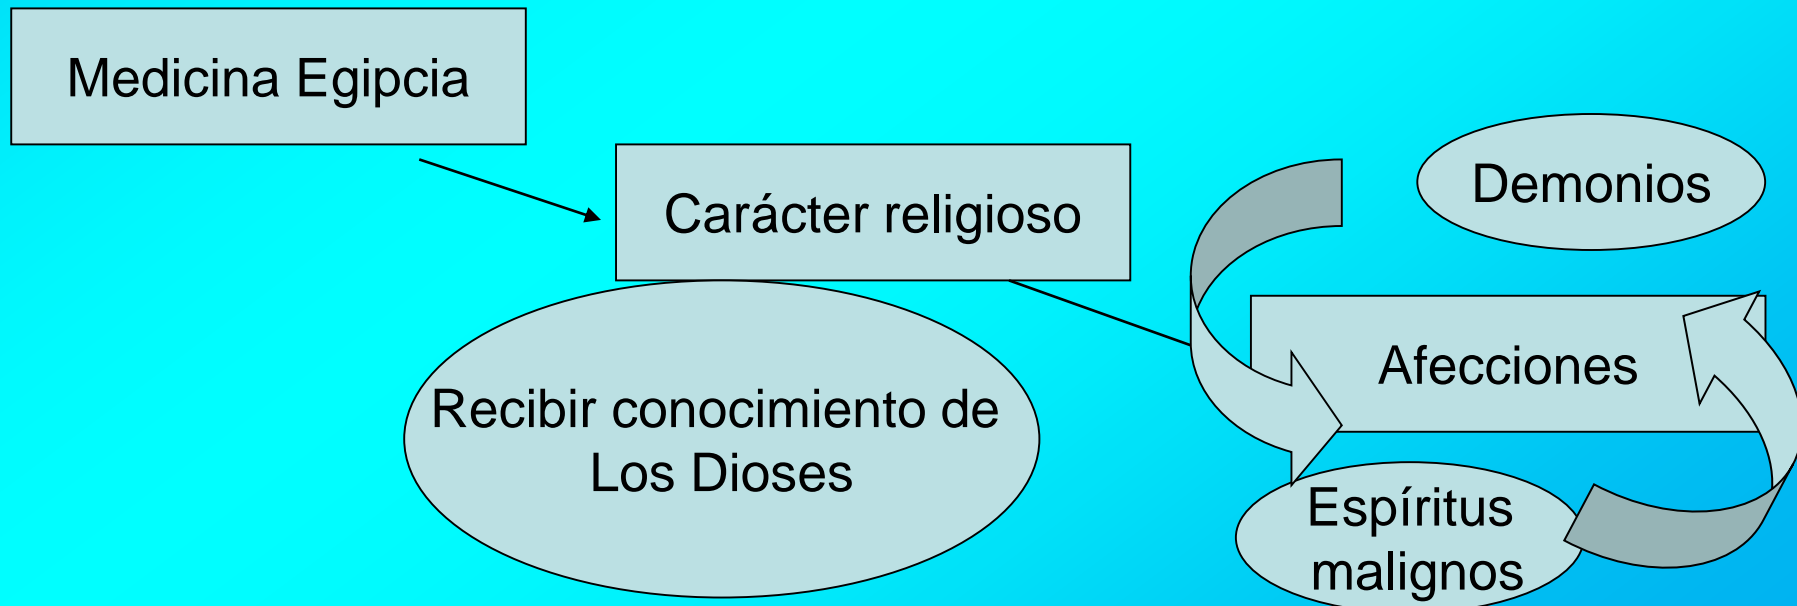 Medicina Egipcia
Carácter religioso
Recibir conocimiento de
Los Dioses
Demonios
Afecciones
Espíritus
malignos